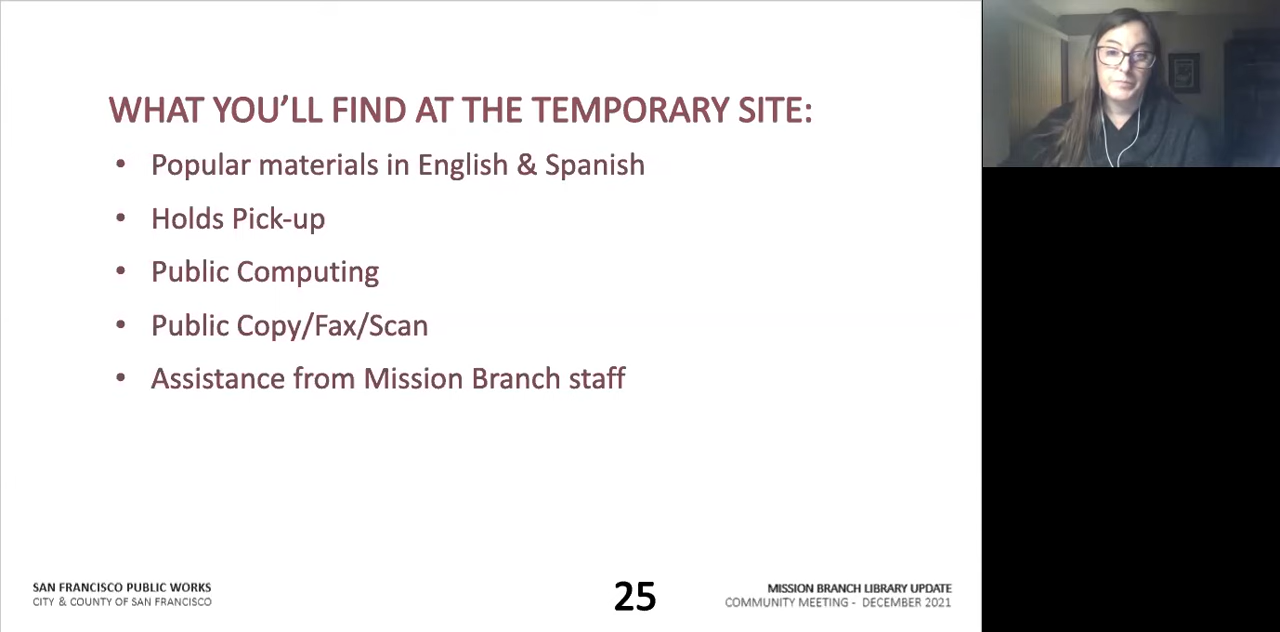 WHAT YOU’LL FIND AT THE TEMPORARY SITE:
• Popular materials in English & Spanish
• Holds Pick-up
• Public Computing
• Public Copy/Fax/Scan
• Assistance from Mission Branch staff
SAN FRANCISCO PUBLIC WORKS
CITY & COUNTY OF SAN FRANCISCO
25
MISSION BRANCH LIBRARY UPDATE
COMMUNITY MEETING - DECEMBER 2021